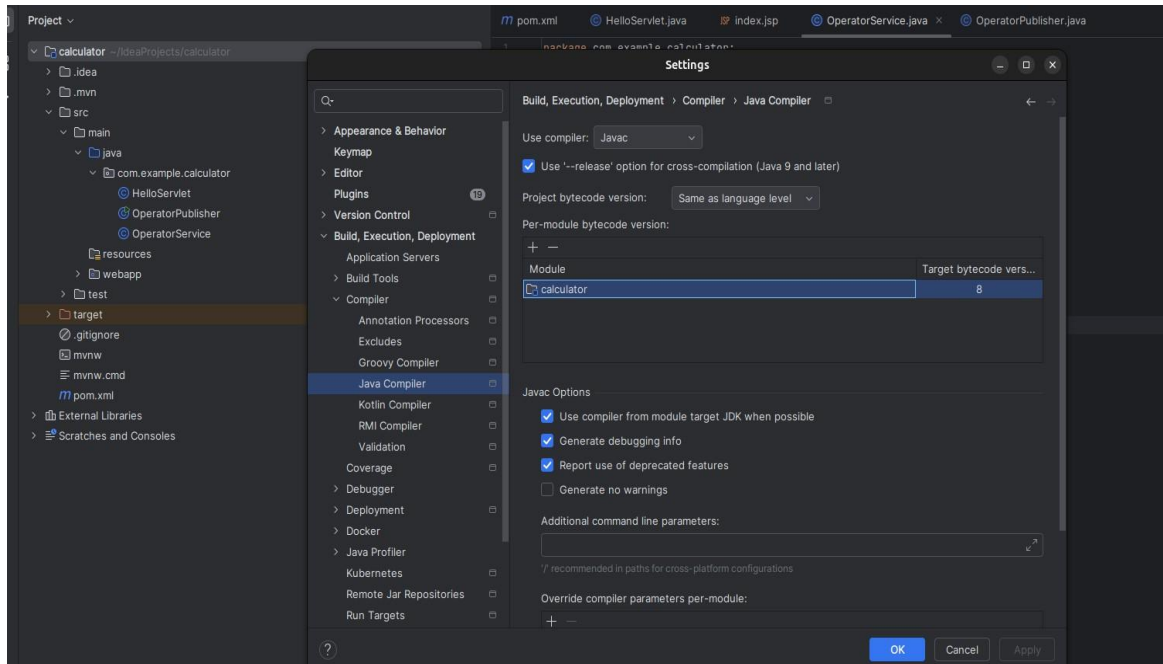 Project
pom.xml
HelloServlet.java
index.jsp
OperatorService.java
OperatorPublisher.java
calculator ~/IdeaProjects/calculator
.idea
.mvn
src
main
java
com.example.calculator
HelloServlet
OperatorPublisher
OperatorService
resources
webapp
test
target
.gitignore
mvnw
mvnw.cmd
pom.xml
External Libraries
Scratches and Consoles
1 package com.example.calculator;
Settings
Appearance & Behavior
Keymap
Editor
Plugins 19
Version Control
Build, Execution, Deployment
Application Servers
Build Tools
Compiler
Annotation Processors
Excludes
Groovy Compiler
Java Compiler
Kotlin Compiler
RMI Compiler
Validation
Coverage
Debugger
Deployment
Docker
Java Profiler
Kubernetes
Remote Jar Repositories
Run Targets
Build, Execution, Deployment › Compiler › Java Compiler
Use compiler: Javac
Use '--release' option for cross-compilation (Java 9 and later)
Project bytecode version: Same as language level
Per-module bytecode version:
Module Target bytecode vers...
calculator 8
Javac Options
Use compiler from module target JDK when possible
Generate debugging info
Report use of deprecated features
Generate no warnings
Additional command line parameters:
'/' recommended in paths for cross-platform configurations
Override compiler parameters per-module:
?
OK
Cancel
Apply